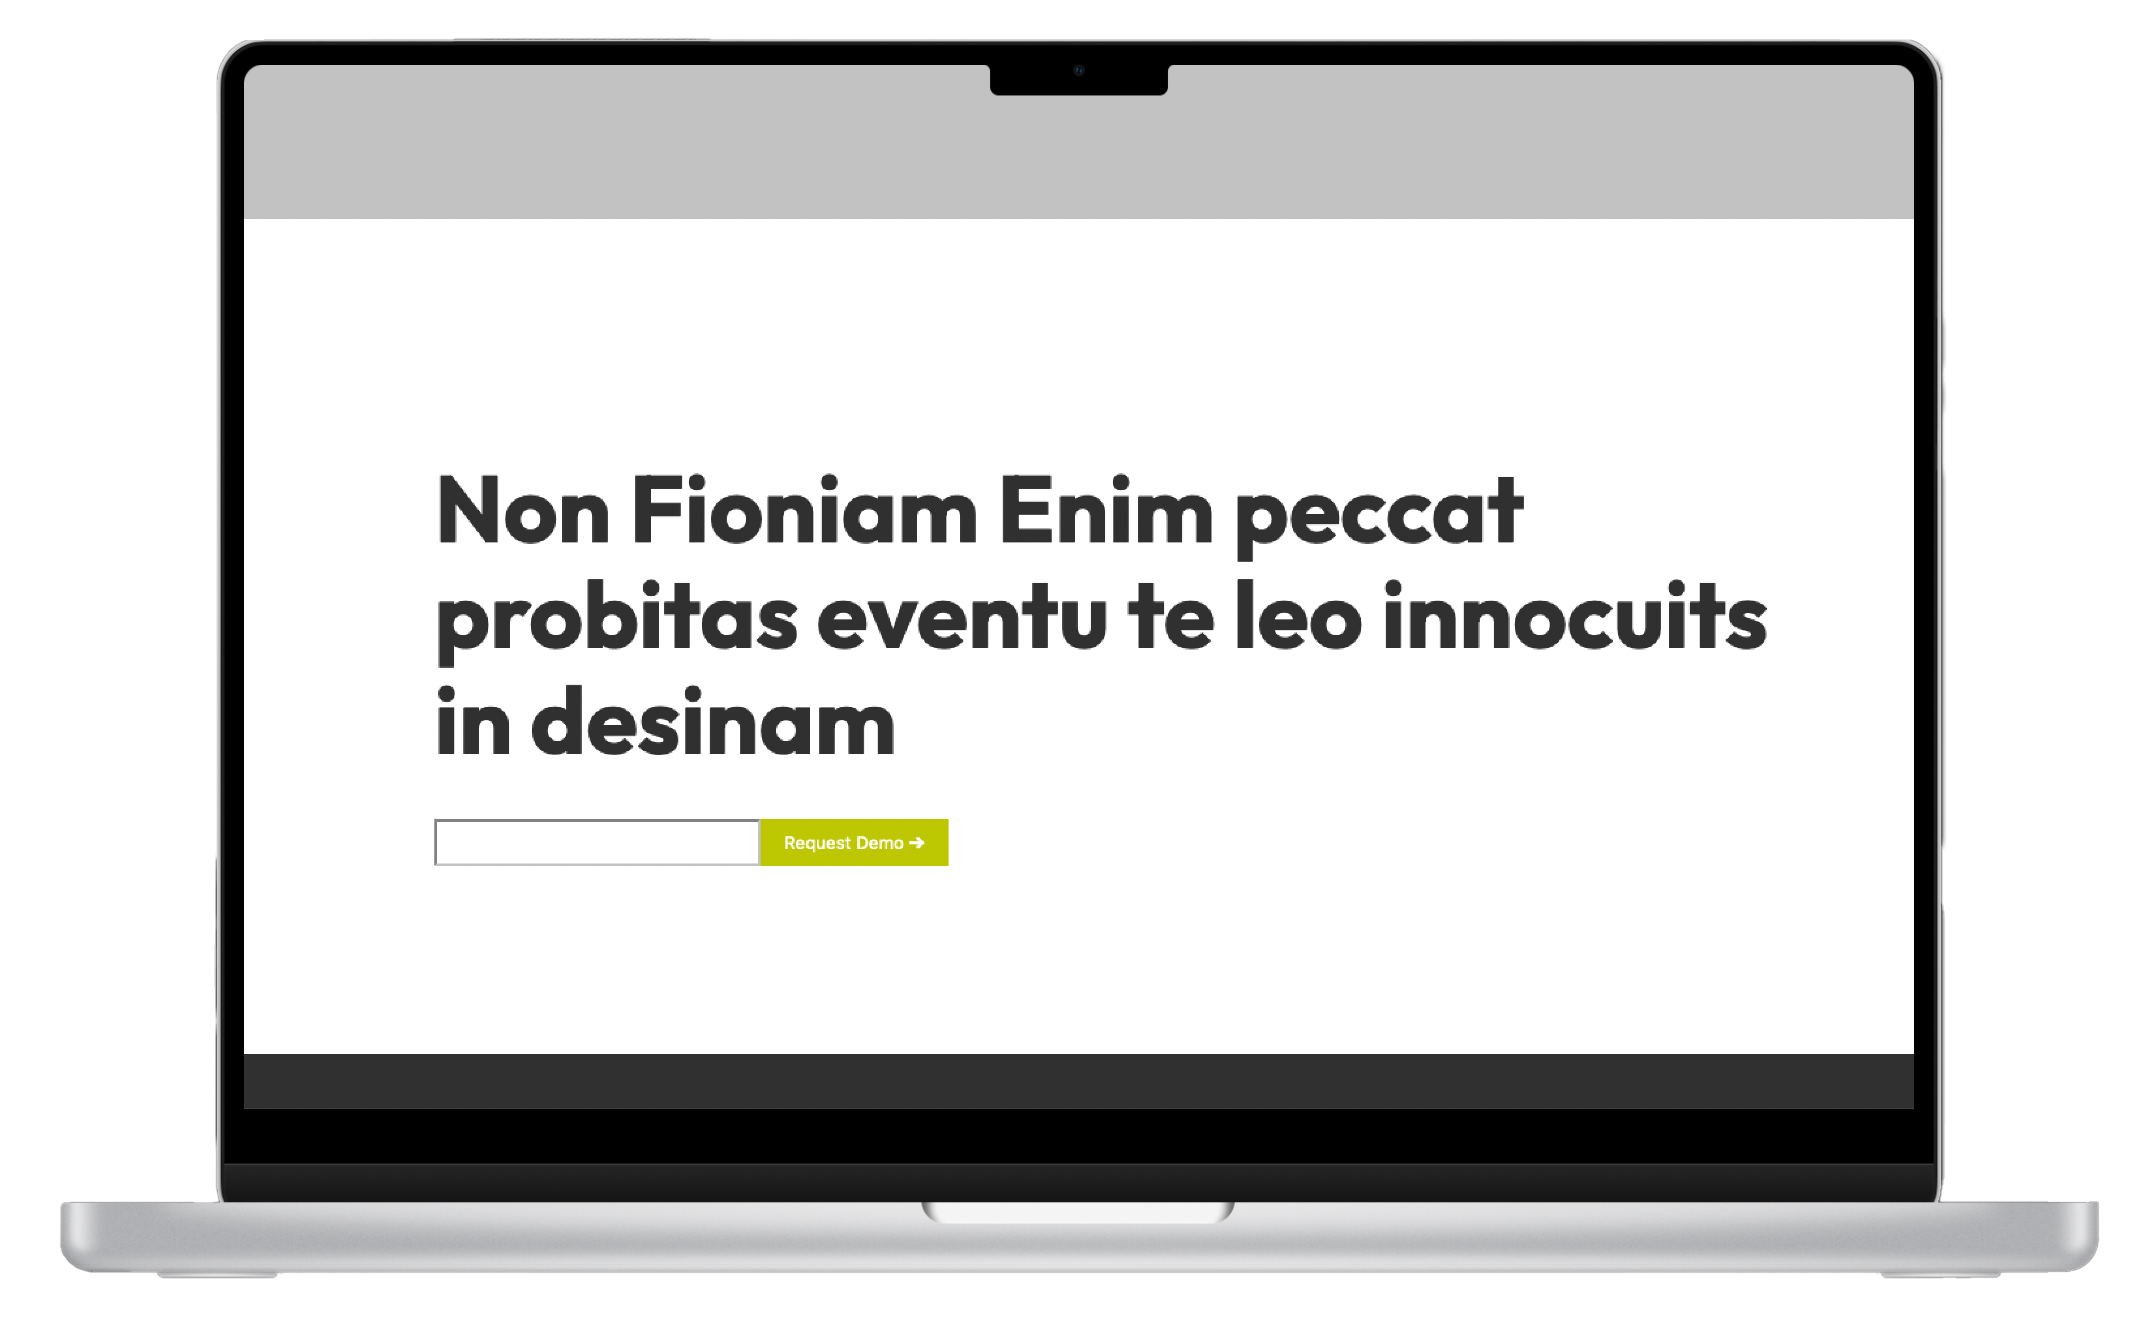 Non Fioniam Enim peccat
probitas eventu te leo innocuits
in desinam
Request Demo ➔